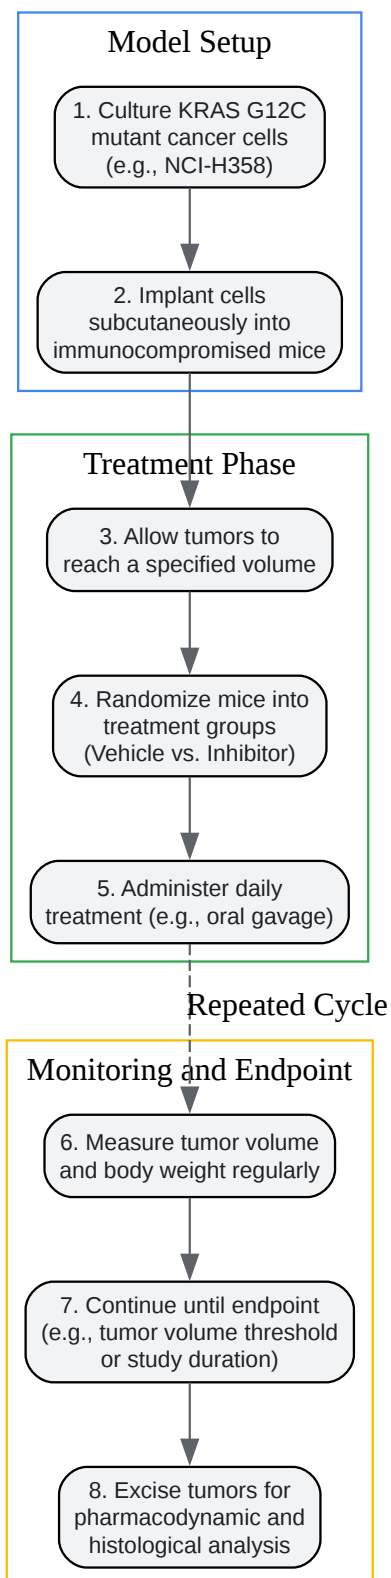 Model Setup
1. Culture KRAS G12C
mutant cancer cells
(e.g., NCI-H358)
2. Implant cells
subcutaneously into
immunocompromised mice
Treatment Phase
3. Allow tumors to
reach a specified volume
4. Randomize mice into
treatment groups
(Vehicle vs. Inhibitor)
5. Administer daily
treatment (e.g., oral gavage)
Repeated Cycle
Monitoring and Endpoint
6. Measure tumor volume
and body weight regularly
7. Continue until endpoint
(e.g., tumor volume threshold
or study duration)
8. Excise tumors for
pharmacodynamic and
histological analysis